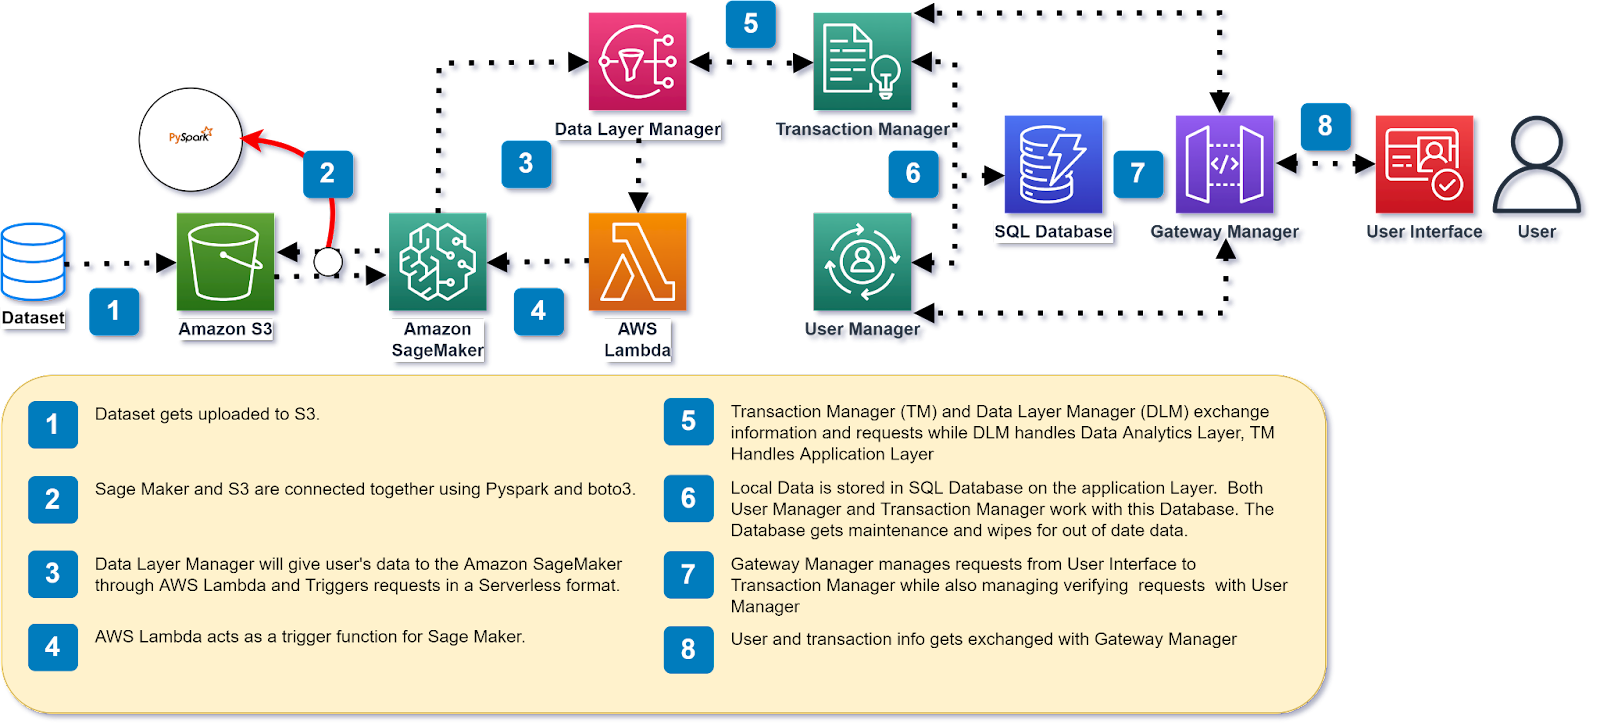 5
Data Layer Manager
Transaction Manager
PySpark
2
3
6
7
8
SQL Database
Gateway Manager
User Interface
User
Dataset
1
Amazon S3
Amazon
SageMaker
4
AWS
Lambda
User Manager
1
Dataset gets uploaded to S3.
2
Sage Maker and S3 are connected together using Pyspark and boto3.
3
Data Layer Manager will give user's data to the Amazon SageMaker
through AWS Lambda and Triggers requests in a Serverless format.
4
AWS Lambda acts as a trigger function for Sage Maker.
5
Transaction Manager (TM) and Data Layer Manager (DLM) exchange
information and requests while DLM handles Data Analytics Layer, TM
Handles Application Layer
6
Local Data is stored in SQL Database on the application Layer.  Both
User Manager and Transaction Manager work with this Database. The
Database gets maintenance and wipes for out of date data.
7
Gateway Manager manages requests from User Interface to
Transaction Manager while also managing verifying  requests  with User
Manager
8
User and transaction info gets exchanged with Gateway Manager